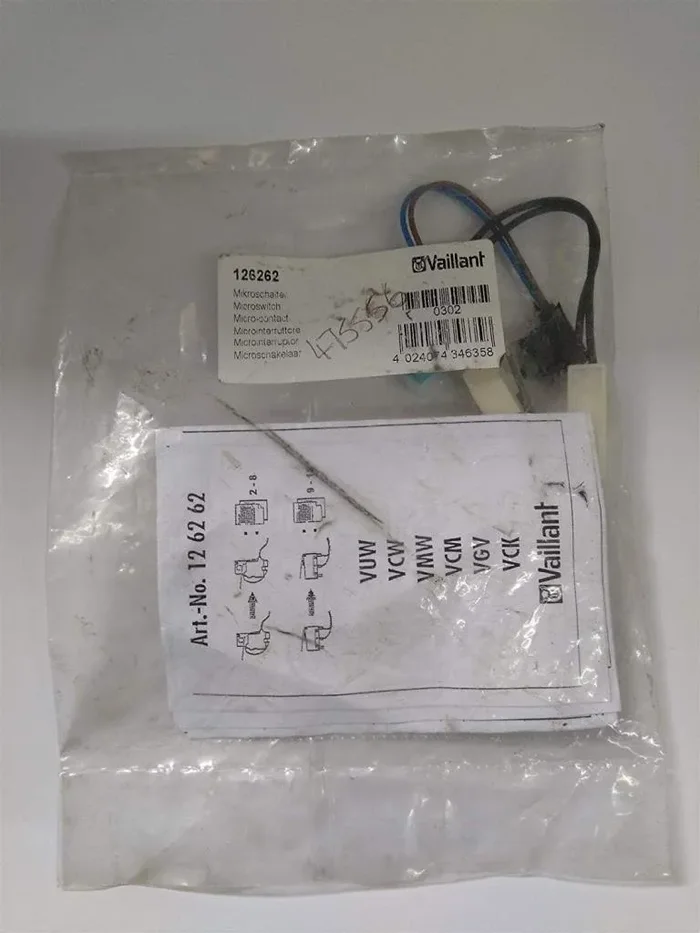 126262
Vaillant
Mikroschalter
Microswitch
Micro-contact
Microinterruttore
Microinterruptor
Microschakelaar
0302
4 024074 346358
Art.-No. 12 62 62
: 2 - 8
: 9 -
VUW
VCW
VMW
VCM
VGV
VCK
Vaillant